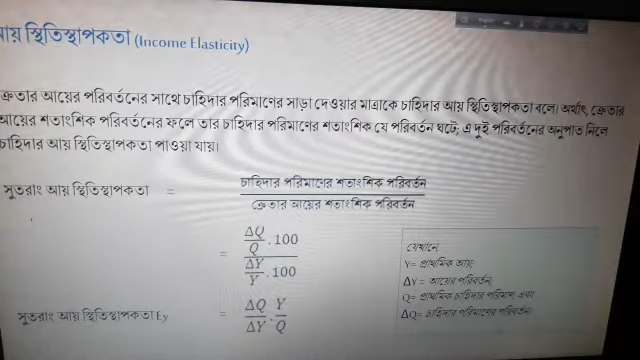 আয় স্থিতিস্থাপকতা (Income Elasticity)
ক্রেতার আয়ের পরিবর্তনের সাথে চাহিদার পরিমাণের সাড়া দেওয়ার মাত্রাকে চাহিদার আয় স্থিতিস্থাপকতা বলে। অর্থাৎ, ক্রেতার
আয়ের শতাংশিক পরিবর্তনের ফলে তার চাহিদার পরিমাণের শতাংশিক যে পরিবর্তন ঘটে, এ দুই পরিবর্তনের অনুপাত নিলে
চাহিদার আয় স্থিতিস্থাপকতা পাওয়া যায়।
সুতরাং আয় স্থিতিস্থাপকতা = চাহিদার পরিমাণের শতাংশিক পরিবর্তন
ক্রেতার আয়ের শতাংশিক পরিবর্তন
= ΔQ/Q . 100
ΔY/Y . 100
যেখানে,
Y= প্রাথমিক আয়;
ΔY= আয়ের পরিবর্তন;
Q= প্রাথমিক চাহিদার পরিমাণ এবং
ΔQ= চাহিদার পরিমাণের পরিবর্তন।
সুতরাং আয় স্থিতিস্থাপকতা Ey = ΔQ/ΔY . Y/Q